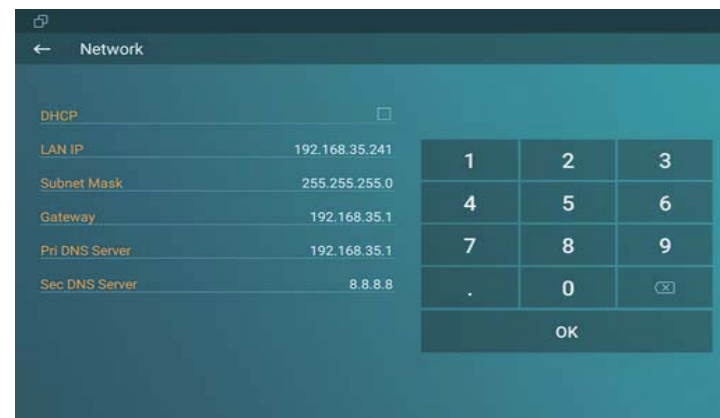 Network
DHCP
LAN IP 192.168.35.241
Subnet Mask 255.255.255.0
Gateway 192.168.35.1
Pri DNS Server 192.168.35.1
Sec DNS Server 8.8.8.8
1 2 3
4 5 6
7 8 9
. 0
OK